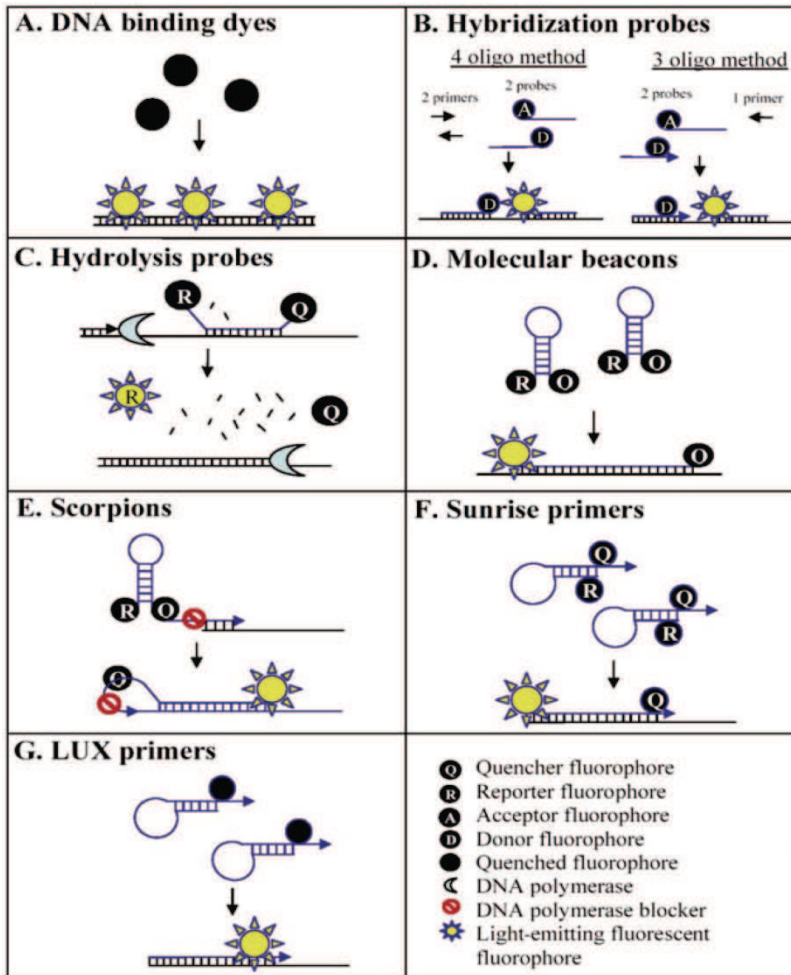 A. DNA binding dyes
B. Hybridization probes
4 oligo method
3 oligo method
2 probes
2 primers
A
D
D
2 probes
1 primer
A
D
D
C. Hydrolysis probes
R
Q
R
Q
D. Molecular beacons
R O
R O
O
E. Scorpions
R O
O
F. Sunrise primers
Q
R
Q
R
Q
G. LUX primers
Q Quencher fluorophore
R Reporter fluorophore
A Acceptor fluorophore
D Donor fluorophore
Quenched fluorophore
DNA polymerase
DNA polymerase blocker
Light-emitting fluorescent
fluorophore